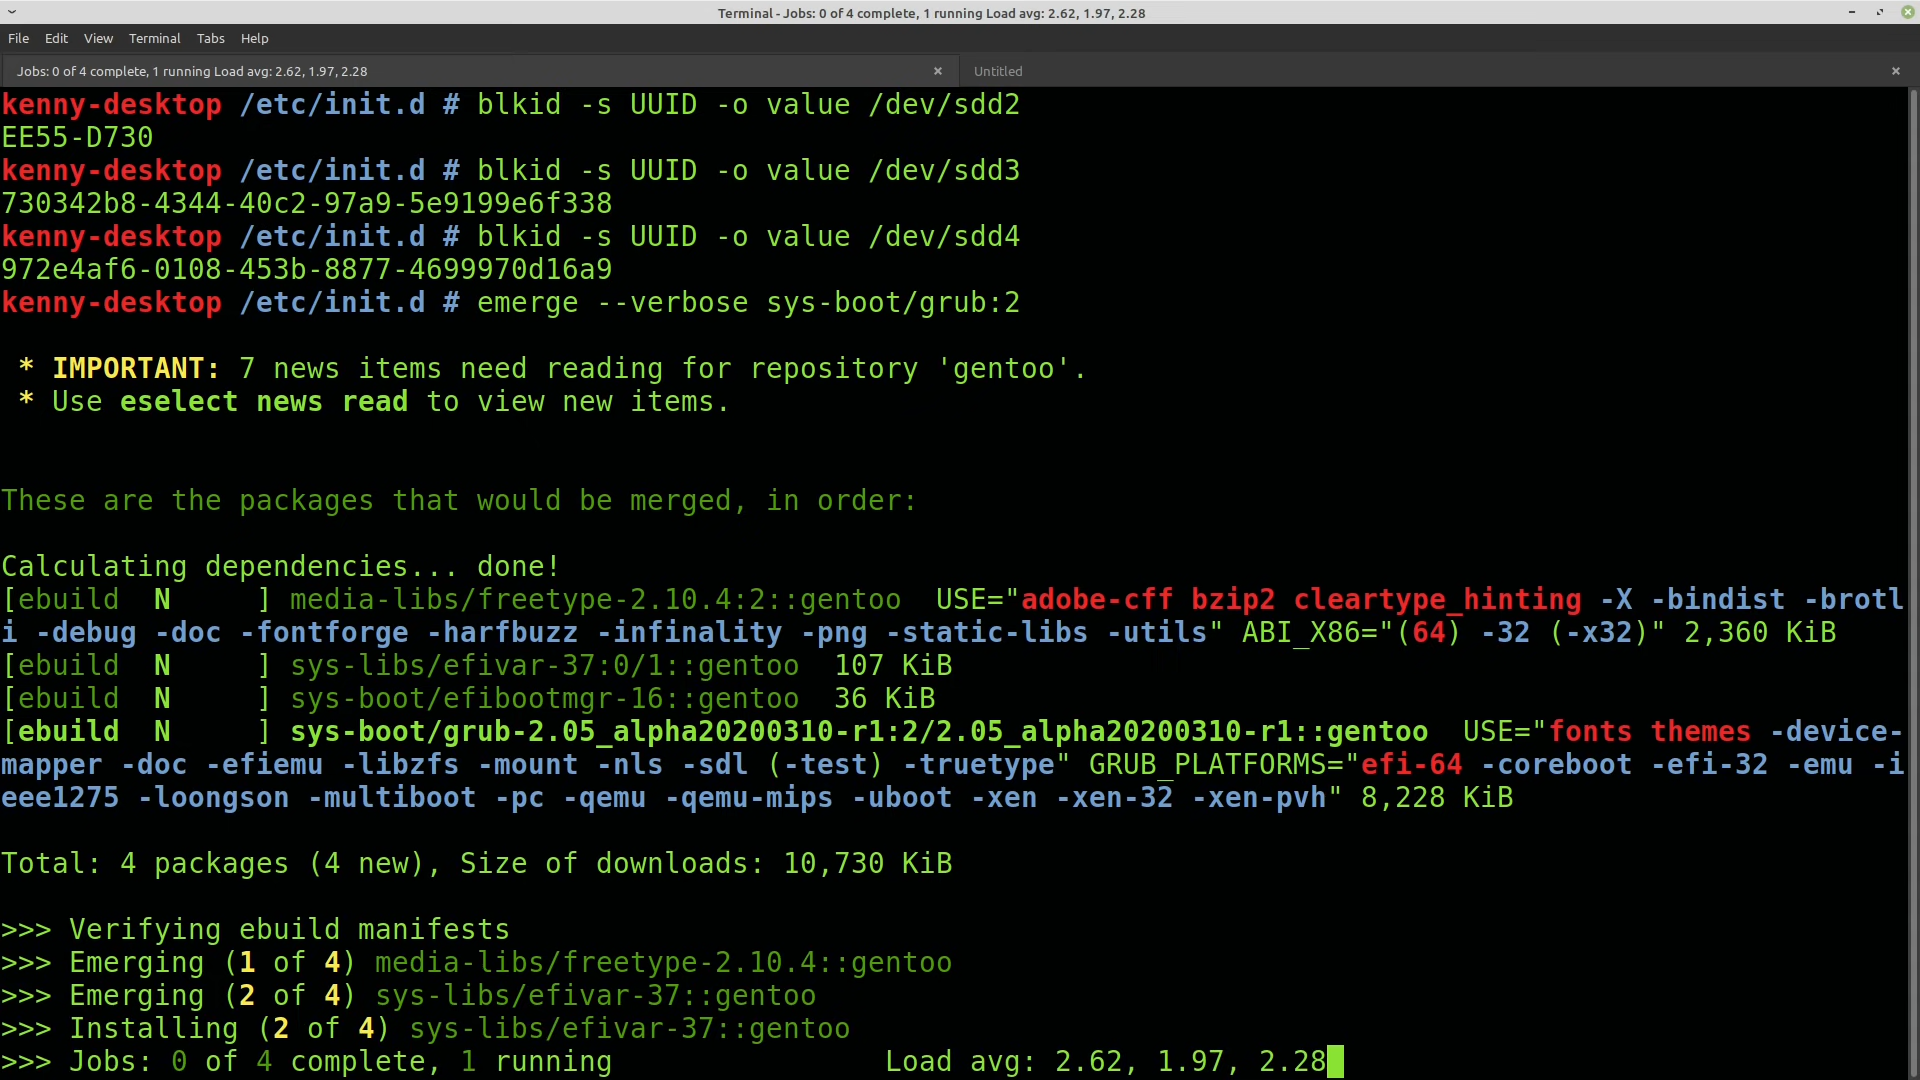 Terminal - Jobs: 0 of 4 complete, 1 running Load avg: 2.62, 1.97, 2.28
File Edit View Terminal Tabs Help
Jobs: 0 of 4 complete, 1 running Load avg: 2.62, 1.97, 2.28
Untitled
kenny-desktop /etc/init.d # blkid -s UUID -o value /dev/sdd2
EE55-D730
kenny-desktop /etc/init.d # blkid -s UUID -o value /dev/sdd3
730342b8-4344-40c2-97a9-5e9199e6f338
kenny-desktop /etc/init.d # blkid -s UUID -o value /dev/sdd4
972e4af6-0108-453b-8877-4699970d16a9
kenny-desktop /etc/init.d # emerge --verbose sys-boot/grub:2
* IMPORTANT: 7 news items need reading for repository 'gentoo'.
* Use eselect news read to view new items.
These are the packages that would be merged, in order:
Calculating dependencies... done!
[ebuild  N     ] media-libs/freetype-2.10.4:2::gentoo  USE="adobe-cff bzip2 cleartype_hinting -X -bindist -brotl
i -debug -doc -fontforge -harfbuzz -infinality -png -static-libs -utils" ABI_X86="(64) -32 (-x32)" 2,360 KiB
[ebuild  N     ] sys-libs/efivar-37:0/1::gentoo  107 KiB
[ebuild  N     ] sys-boot/efibootmgr-16::gentoo  36 KiB
[ebuild  N     ] sys-boot/grub-2.05_alpha20200310-r1:2/2.05_alpha20200310-r1::gentoo  USE="fonts themes -device-
mapper -doc -efiemu -libzfs -mount -nls -sdl (-test) -truetype" GRUB_PLATFORMS="efi-64 -coreboot -efi-32 -emu -i
eee1275 -loongson -multiboot -pc -qemu -qemu-mips -uboot -xen -xen-32 -xen-pvh" 8,228 KiB
Total: 4 packages (4 new), Size of downloads: 10,730 KiB
>>> Verifying ebuild manifests
>>> Emerging (1 of 4) media-libs/freetype-2.10.4::gentoo
>>> Emerging (2 of 4) sys-libs/efivar-37::gentoo
>>> Installing (2 of 4) sys-libs/efivar-37::gentoo
>>> Jobs: 0 of 4 complete, 1 running                Load avg: 2.62, 1.97, 2.28